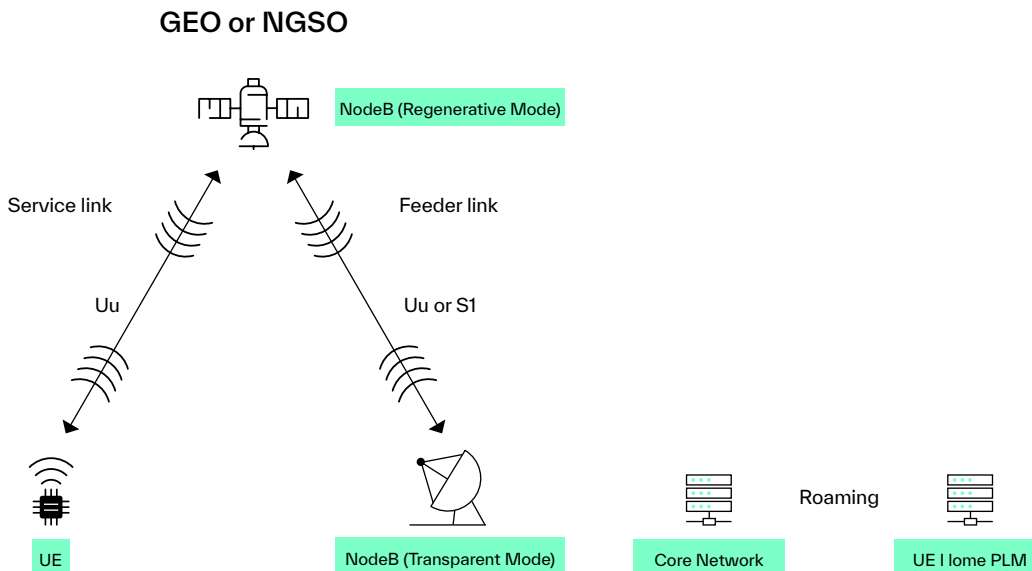 GEO or NGSO
NodeB (Regenerative Mode)
Service link
Feeder link
Uu
Uu or S1
Roaming
UE
NodeB (Transparent Mode)
Core Network
UE Home PLM